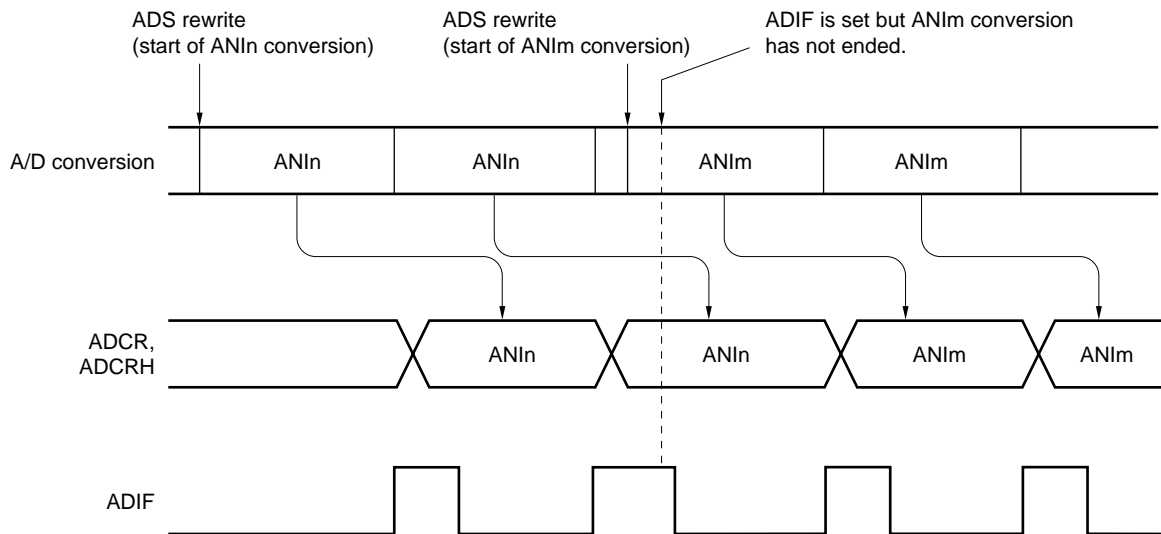 ADS rewrite
(start of ANIn conversion)
ADS rewrite
(start of ANIm conversion)
ADIF is set but ANIm conversion
has not ended.
A/D conversion
ANIn
ANIn
ANIm
ANIm
ADCR,
ADCRH
ANIn
ANIn
ANIm
ANIm
ADIF